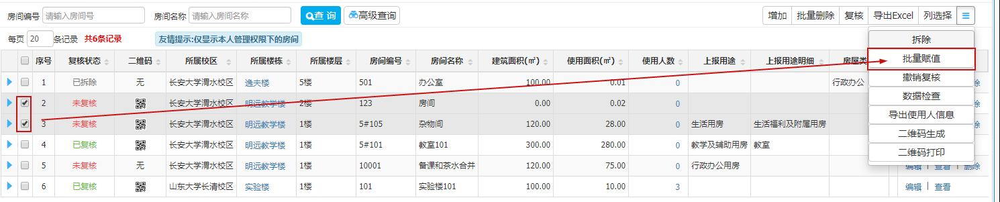 房间编号 请输入房间号 房间名称 请输入房间名称 查 询 高级查询 增加 批量删除 复核 导出Excel 列选择
每页 20 条记录 共6条记录 友情提示:仅显示本人管理权限下的房间
拆除
批量赋值
撤销复核
数据检查
导出使用人信息
二维码生成
二维码打印
序号 复核状态 二维码 所属校区 所属楼栋 所属楼层 房间编号 房间名称 建筑面积(㎡) 使用面积(㎡) 使用人数 上报用途 上报用途明细 房屋类
1 已拆除 无 长安大学渭水校区 逸夫楼 5楼 501 办公室 100.00 0.01 0 行政办公 除
2 未复核 长安大学渭水校区 明远教学楼 2楼 123 房间 0.00 0.02 0 除
3 未复核 长安大学渭水校区 明远教学楼 1楼 5#105 杂物间 120.00 28.00 0 生活用房 生活福利及附属用房 除
4 已复核 长安大学渭水校区 明远教学楼 1楼 5#101 教室101 300.00 280.00 0 教学及辅助用房 教室
5 未复核 无 长安大学渭水校区 明远教学楼 1楼 10001 备课和茶水合并 120.00 75.00 0 行政办公用房 编辑 | 查看 | 删除
6 已复核 山东大学长清校区 实验楼 1楼 101 实验楼101 100.00 10.00 3 编辑 | 查看